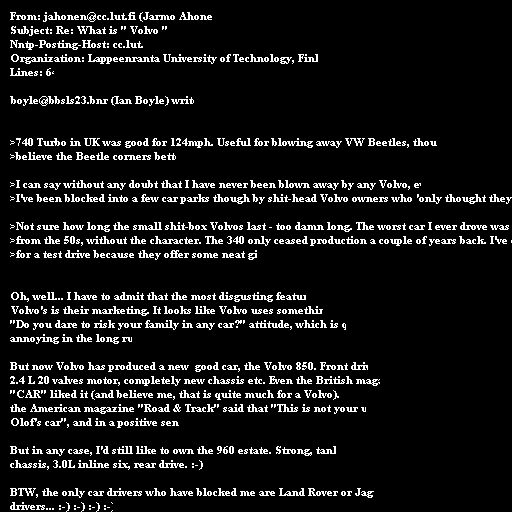 From: jahonen@cc.lut.fi (Jarmo Ahone
Subject: Re: What is " Volvo "
Nntp-Posting-Host: cc.lut.
Organization: Lappeenranta University of Technology, Finl
Lines: 6
boyle@bbsls23.bnr (Ian Boyle) writ
>740 Turbo in UK was good for 124mph. Useful for blowing away VW Beetles, thou
>believe the Beetle corners bett
>I can say without any doubt that I have never been blown away by any Volvo, e
>I've been blocked into a few car parks though by shit-head Volvo owners who 'only thought they
>Not sure how long the small shit-box Volvos last - too damn long. The worst car I ever drove was
>from the 50s, without the character. The 340 only ceased production a couple of years back. I've
>for a test drive because they offer some neat gi
Oh, well... I have to admit that the most disgusting featu
Volvo's is their marketing. It looks like Volvo uses somethin
"Do you dare to risk your family in any car?" attitude, which is
annoying in the long ru
But now Volvo has produced a new  good car, the Volvo 850. Front driv
2.4 L 20 valves motor, completely new chassis etc. Even the British mag
"CAR" liked it (and believe me, that is quite much for a Volvo).
the American magazine "Road & Track" said that "This is not your
Olof's car", and in a positive sen
But in any case, I'd still like to own the 960 estate. Strong, tanl
chassis, 3.0L inline six, rear drive. :-)
BTW, the only car drivers who have blocked me are Land Rover or Jag
drivers... :-) :-) :-) :-)